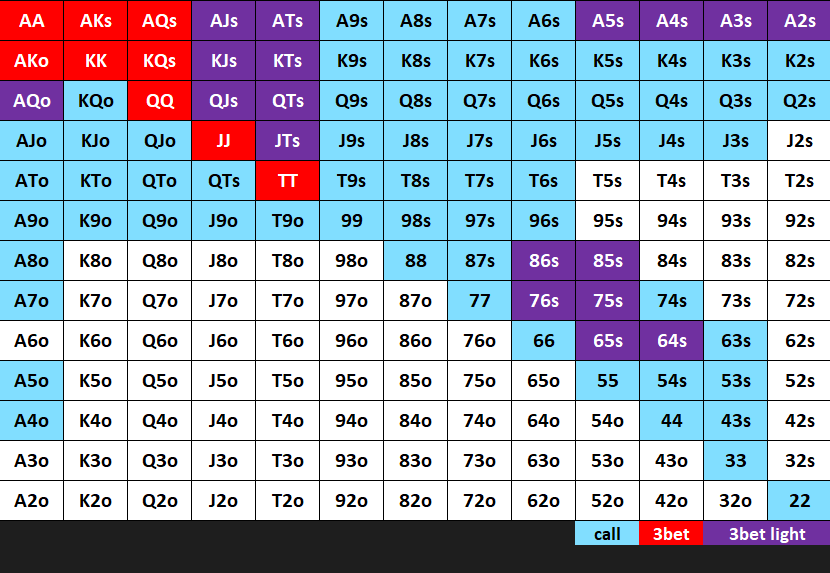 AA AKs AQs AJs ATs A9s A8s A7s A6s A5s A4s A3s A2s
AKo KK KQs KJs KTs K9s K8s K7s K6s K5s K4s K3s K2s
AQo KQo QQ QJs QTs Q9s Q8s Q7s Q6s Q5s Q4s Q3s Q2s
AJo KJo QJo JJ JTs J9s J8s J7s J6s J5s J4s J3s J2s
ATo KTo QTo QTs TT T9s T8s T7s T6s T5s T4s T3s T2s
A9o K9o Q9o J9o T9o 99 98s 97s 96s 95s 94s 93s 92s
A8o K8o Q8o J8o T8o 98o 88 87s 86s 85s 84s 83s 82s
A7o K7o Q7o J7o T7o 97o 87o 77 76s 75s 74s 73s 72s
A6o K6o Q6o J6o T6o 96o 86o 76o 66 65s 64s 63s 62s
A5o K5o Q5o J5o T5o 95o 85o 75o 65o 55 54s 53s 52s
A4o K4o Q4o J4o T4o 94o 84o 74o 64o 54o 44 43s 42s
A3o K3o Q3o J3o T3o 93o 83o 73o 63o 53o 43o 33 32s
A2o K2o Q2o J2o T2o 92o 82o 72o 62o 52o 42o 32o 22
call 3bet 3bet light